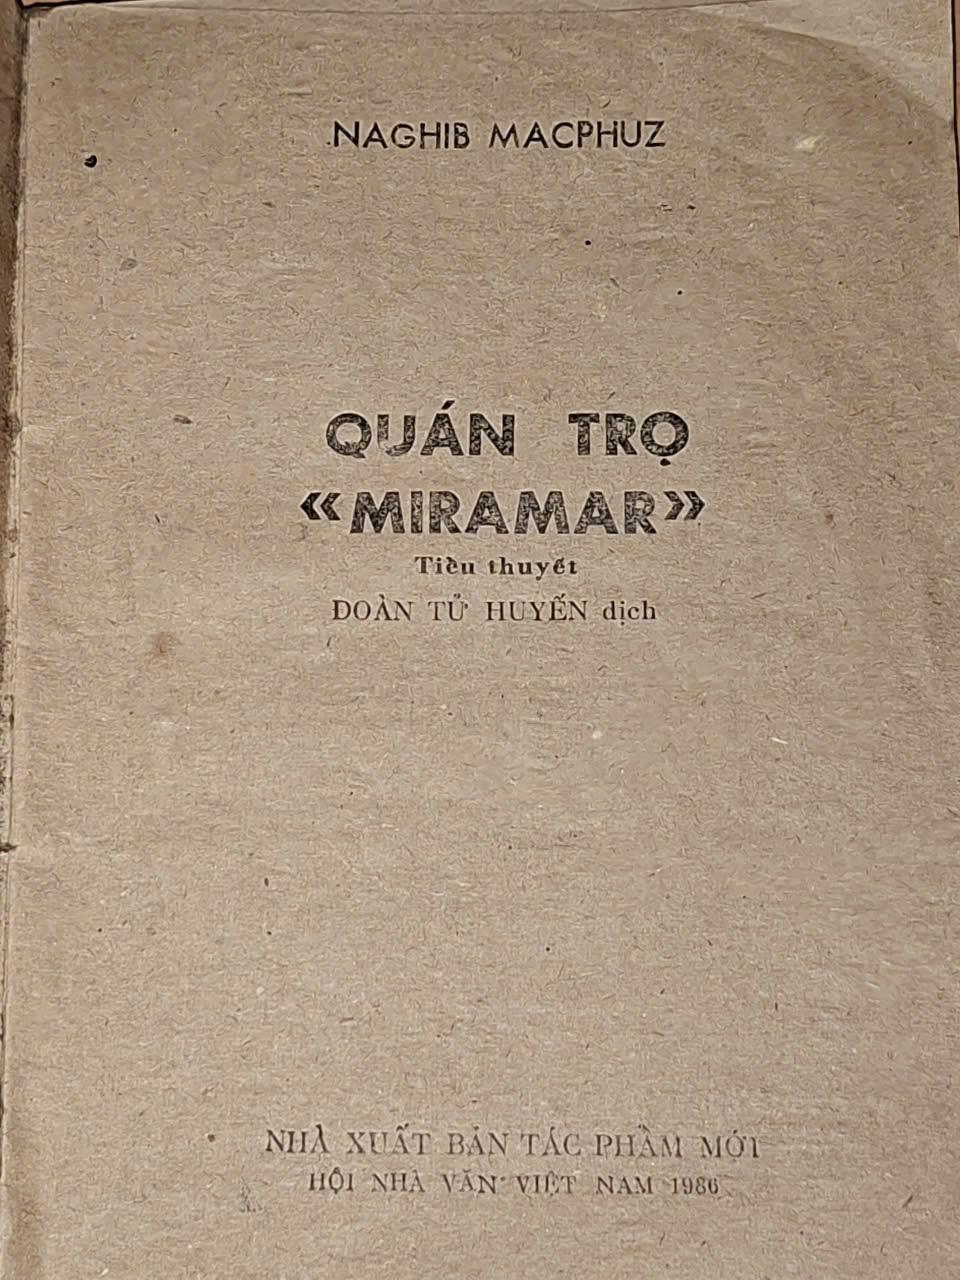 NAGHIB MACPHUZ
QUÁN TRỌ
«MIRAMAR»
Tiểu thuyết
ĐOÀN TỬ HUYẾN dịch
NHÀ XUẤT BẢN TÁC PHẨM MỚI
HỘI NHÀ VĂN VIỆT NAM 1986